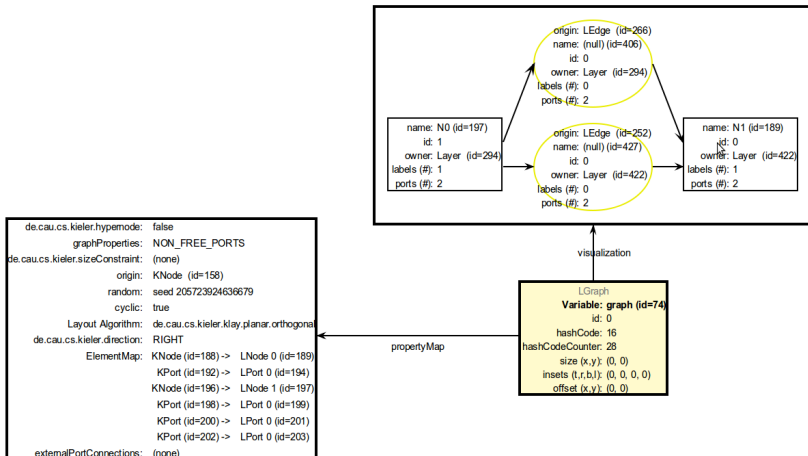 origin: LEdge (id=266)
name: (null) (id=406)
id: 0
owner: Layer (id=294)
labels (#): 0
ports (#): 2
name: N0 (id=197)
id: 1
owner: Layer (id=294)
labels (#): 1
ports (#): 2
origin: LEdge (id=252)
name: (null) (id=427)
id: 0
owner: Layer (id=422)
labels (#): 0
ports (#): 2
name: N1 (id=189)
id: 0
owner: Layer (id=422)
labels (#): 1
ports (#): 2
visualization
LGraph
Variable: graph (id=74)
id: 0
hashCode: 16
hashCodeCounter: 28
size (x,y): (0, 0)
insets (t,r,b,l): (0, 0, 0, 0)
offset (x,y): (0, 0)
propertyMap
de.cau.cs.kieler.hypernode: false
graphProperties: NON_FREE_PORTS
de.cau.cs.kieler.sizeConstraint: (none)
origin: KNode (id=158)
random: seed 205723924636679
cyclic: true
Layout Algorithm: de.cau.cs.kieler.klay.planar.orthogonal
de.cau.cs.kieler.direction: RIGHT
ElementMap: KNode (id=188) -> LNode 0 (id=189)
KPort (id=192) -> LPort 0 (id=194)
KNode (id=196) -> LNode 1 (id=197)
KPort (id=198) -> LPort 0 (id=199)
KPort (id=200) -> LPort 0 (id=201)
KPort (id=202) -> LPort 0 (id=203)
externalPortConnections: (none)